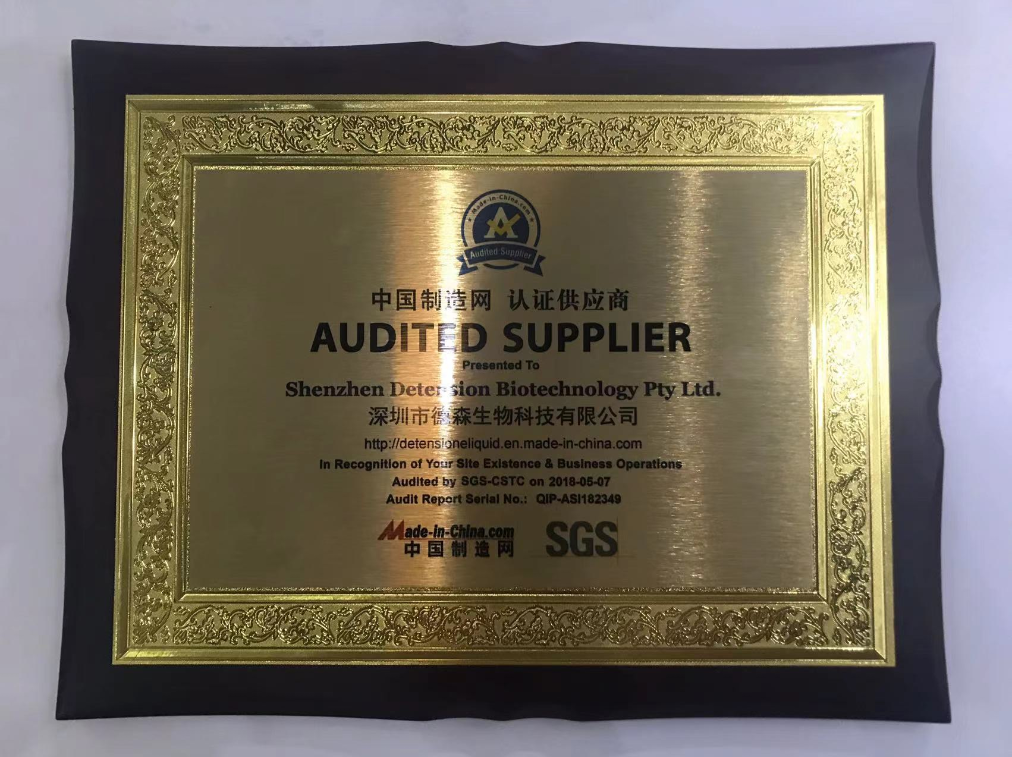 Made-in-China.com
Audited Supplier
中国制造网 认证供应商
AUDITED SUPPLIER
Presented To
Shenzhen Detension Biotechnology Pty Ltd.
深圳市德森生物科技有限公司
http://detensioneliquid.en.made-in-china.com
In Recognition of Your Site Existence & Business Operations
Audited by SGS-CSTC on 2018-05-07
Audit Report Serial No.: QIP-ASI182349
Made-in-China.com
中国制造网
SGS